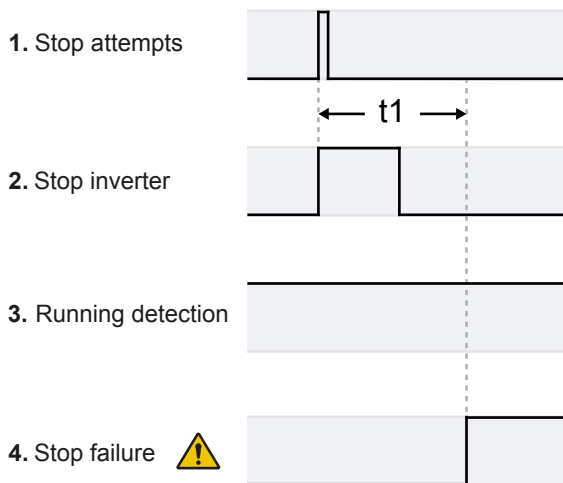 1. Stop attempts
t1
2. Stop inverter
3. Running detection
4. Stop failure